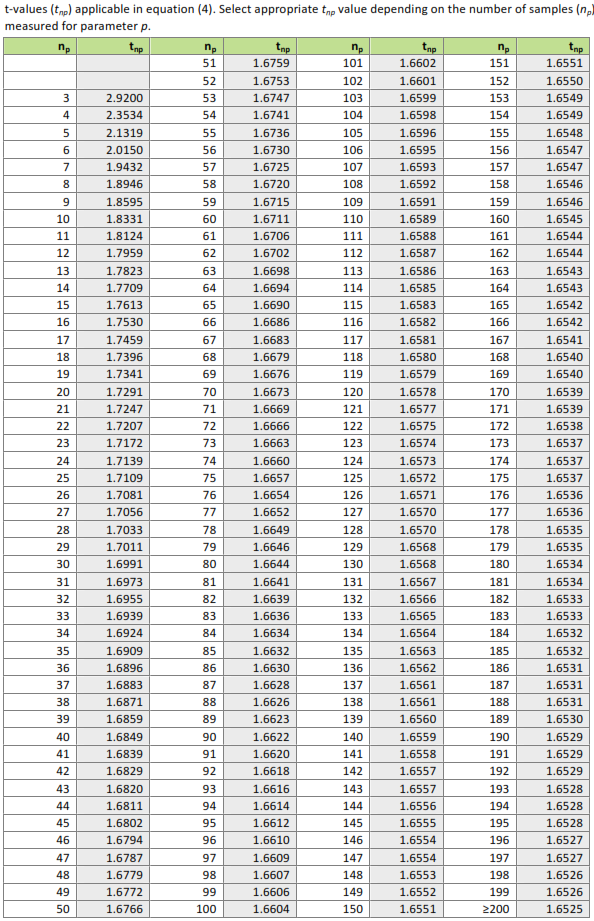 t-values (tnp) applicable in equation (4). Select appropriate tnp value depending on the number of samples (np)
measured for parameter p.
np tnp np tnp np tnp np tnp
51 1.6759 101 1.6602 151 1.6551
52 1.6753 102 1.6601 152 1.6550
3 2.9200 53 1.6747 103 1.6599 153 1.6549
4 2.3534 54 1.6741 104 1.6598 154 1.6549
5 2.1319 55 1.6736 105 1.6596 155 1.6548
6 2.0150 56 1.6730 106 1.6595 156 1.6547
7 1.9432 57 1.6725 107 1.6593 157 1.6547
8 1.8946 58 1.6720 108 1.6592 158 1.6546
9 1.8595 59 1.6715 109 1.6591 159 1.6546
10 1.8331 60 1.6711 110 1.6589 160 1.6545
11 1.8124 61 1.6706 111 1.6588 161 1.6544
12 1.7959 62 1.6702 112 1.6587 162 1.6544
13 1.7823 63 1.6698 113 1.6586 163 1.6543
14 1.7709 64 1.6694 114 1.6585 164 1.6543
15 1.7613 65 1.6690 115 1.6583 165 1.6542
16 1.7530 66 1.6686 116 1.6582 166 1.6542
17 1.7459 67 1.6683 117 1.6581 167 1.6541
18 1.7396 68 1.6679 118 1.6580 168 1.6540
19 1.7341 69 1.6676 119 1.6579 169 1.6540
20 1.7291 70 1.6673 120 1.6578 170 1.6539
21 1.7247 71 1.6669 121 1.6577 171 1.6539
22 1.7207 72 1.6666 122 1.6575 172 1.6538
23 1.7172 73 1.6663 123 1.6574 173 1.6537
24 1.7139 74 1.6660 124 1.6573 174 1.6537
25 1.7109 75 1.6657 125 1.6572 175 1.6537
26 1.7081 76 1.6654 126 1.6571 176 1.6536
27 1.7056 77 1.6652 127 1.6570 177 1.6536
28 1.7033 78 1.6649 128 1.6570 178 1.6535
29 1.7011 79 1.6646 129 1.6568 179 1.6535
30 1.6991 80 1.6644 130 1.6568 180 1.6534
31 1.6973 81 1.6641 131 1.6567 181 1.6534
32 1.6955 82 1.6639 132 1.6566 182 1.6533
33 1.6939 83 1.6636 133 1.6565 183 1.6533
34 1.6924 84 1.6634 134 1.6564 184 1.6532
35 1.6909 85 1.6632 135 1.6563 185 1.6532
36 1.6896 86 1.6630 136 1.6562 186 1.6531
37 1.6883 87 1.6628 137 1.6561 187 1.6531
38 1.6871 88 1.6626 138 1.6561 188 1.6531
39 1.6859 89 1.6623 139 1.6560 189 1.6530
40 1.6849 90 1.6622 140 1.6559 190 1.6529
41 1.6839 91 1.6620 141 1.6558 191 1.6529
42 1.6829 92 1.6618 142 1.6557 192 1.6529
43 1.6820 93 1.6616 143 1.6557 193 1.6528
44 1.6811 94 1.6614 144 1.6556 194 1.6528
45 1.6802 95 1.6612 145 1.6555 195 1.6528
46 1.6794 96 1.6610 146 1.6554 196 1.6527
47 1.6787 97 1.6609 147 1.6554 197 1.6527
48 1.6779 98 1.6607 148 1.6553 198 1.6526
49 1.6772 99 1.6606 149 1.6552 199 1.6526
50 1.6766 100 1.6604 150 1.6551 ≥200 1.6525